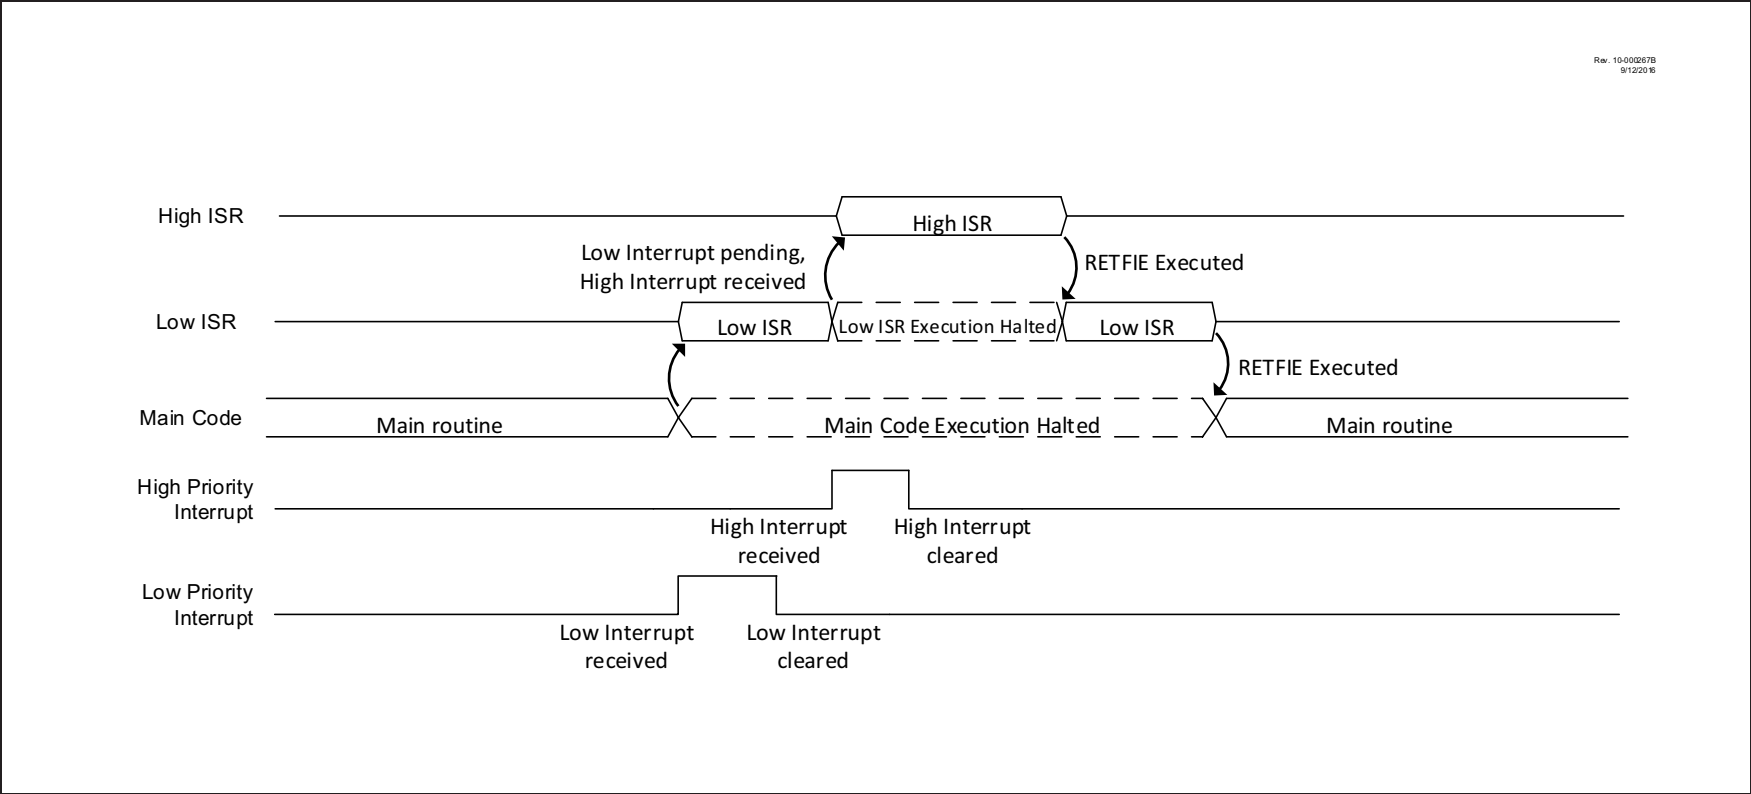 Rev. 10-000267B
9/12/2016
High ISR
High ISR
Low Interrupt pending,
High Interrupt received
RETFIE Executed
Low ISR
Low ISR
Low ISR Execution Halted
Low ISR
RETFIE Executed
Main Code
Main routine
Main Code Execution Halted
Main routine
High Priority
Interrupt
High Interrupt
received
High Interrupt
cleared
Low Priority
Interrupt
Low Interrupt
received
Low Interrupt
cleared